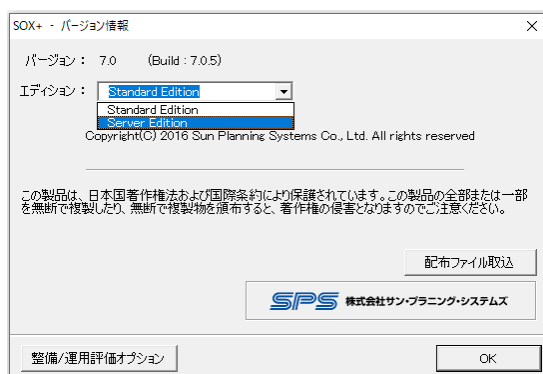 SOX+ - バージョン情報
バージョン： 7.0 (Build : 7.0.5)
エディション： Standard Edition
Standard Edition
Server Edition
Copyright(C) 2016 Sun Planning Systems Co., Ltd. All rights reserved
この製品は、日本国著作権法および国際条約により保護されています。この製品の全部または一部
を無断で複製したり、無断で複製物を頒布すると、著作権の侵害となりますのでご注意ください。
配布ファイル取込
SPS 株式会社サン・プラニング・システムズ
整備/運用評価オプション
OK